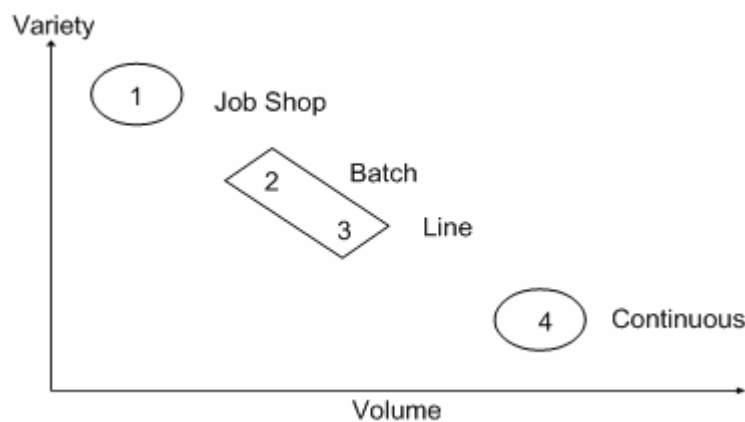 Variety
1
Job Shop
2
Batch
3
Line
4
Continuous
Volume